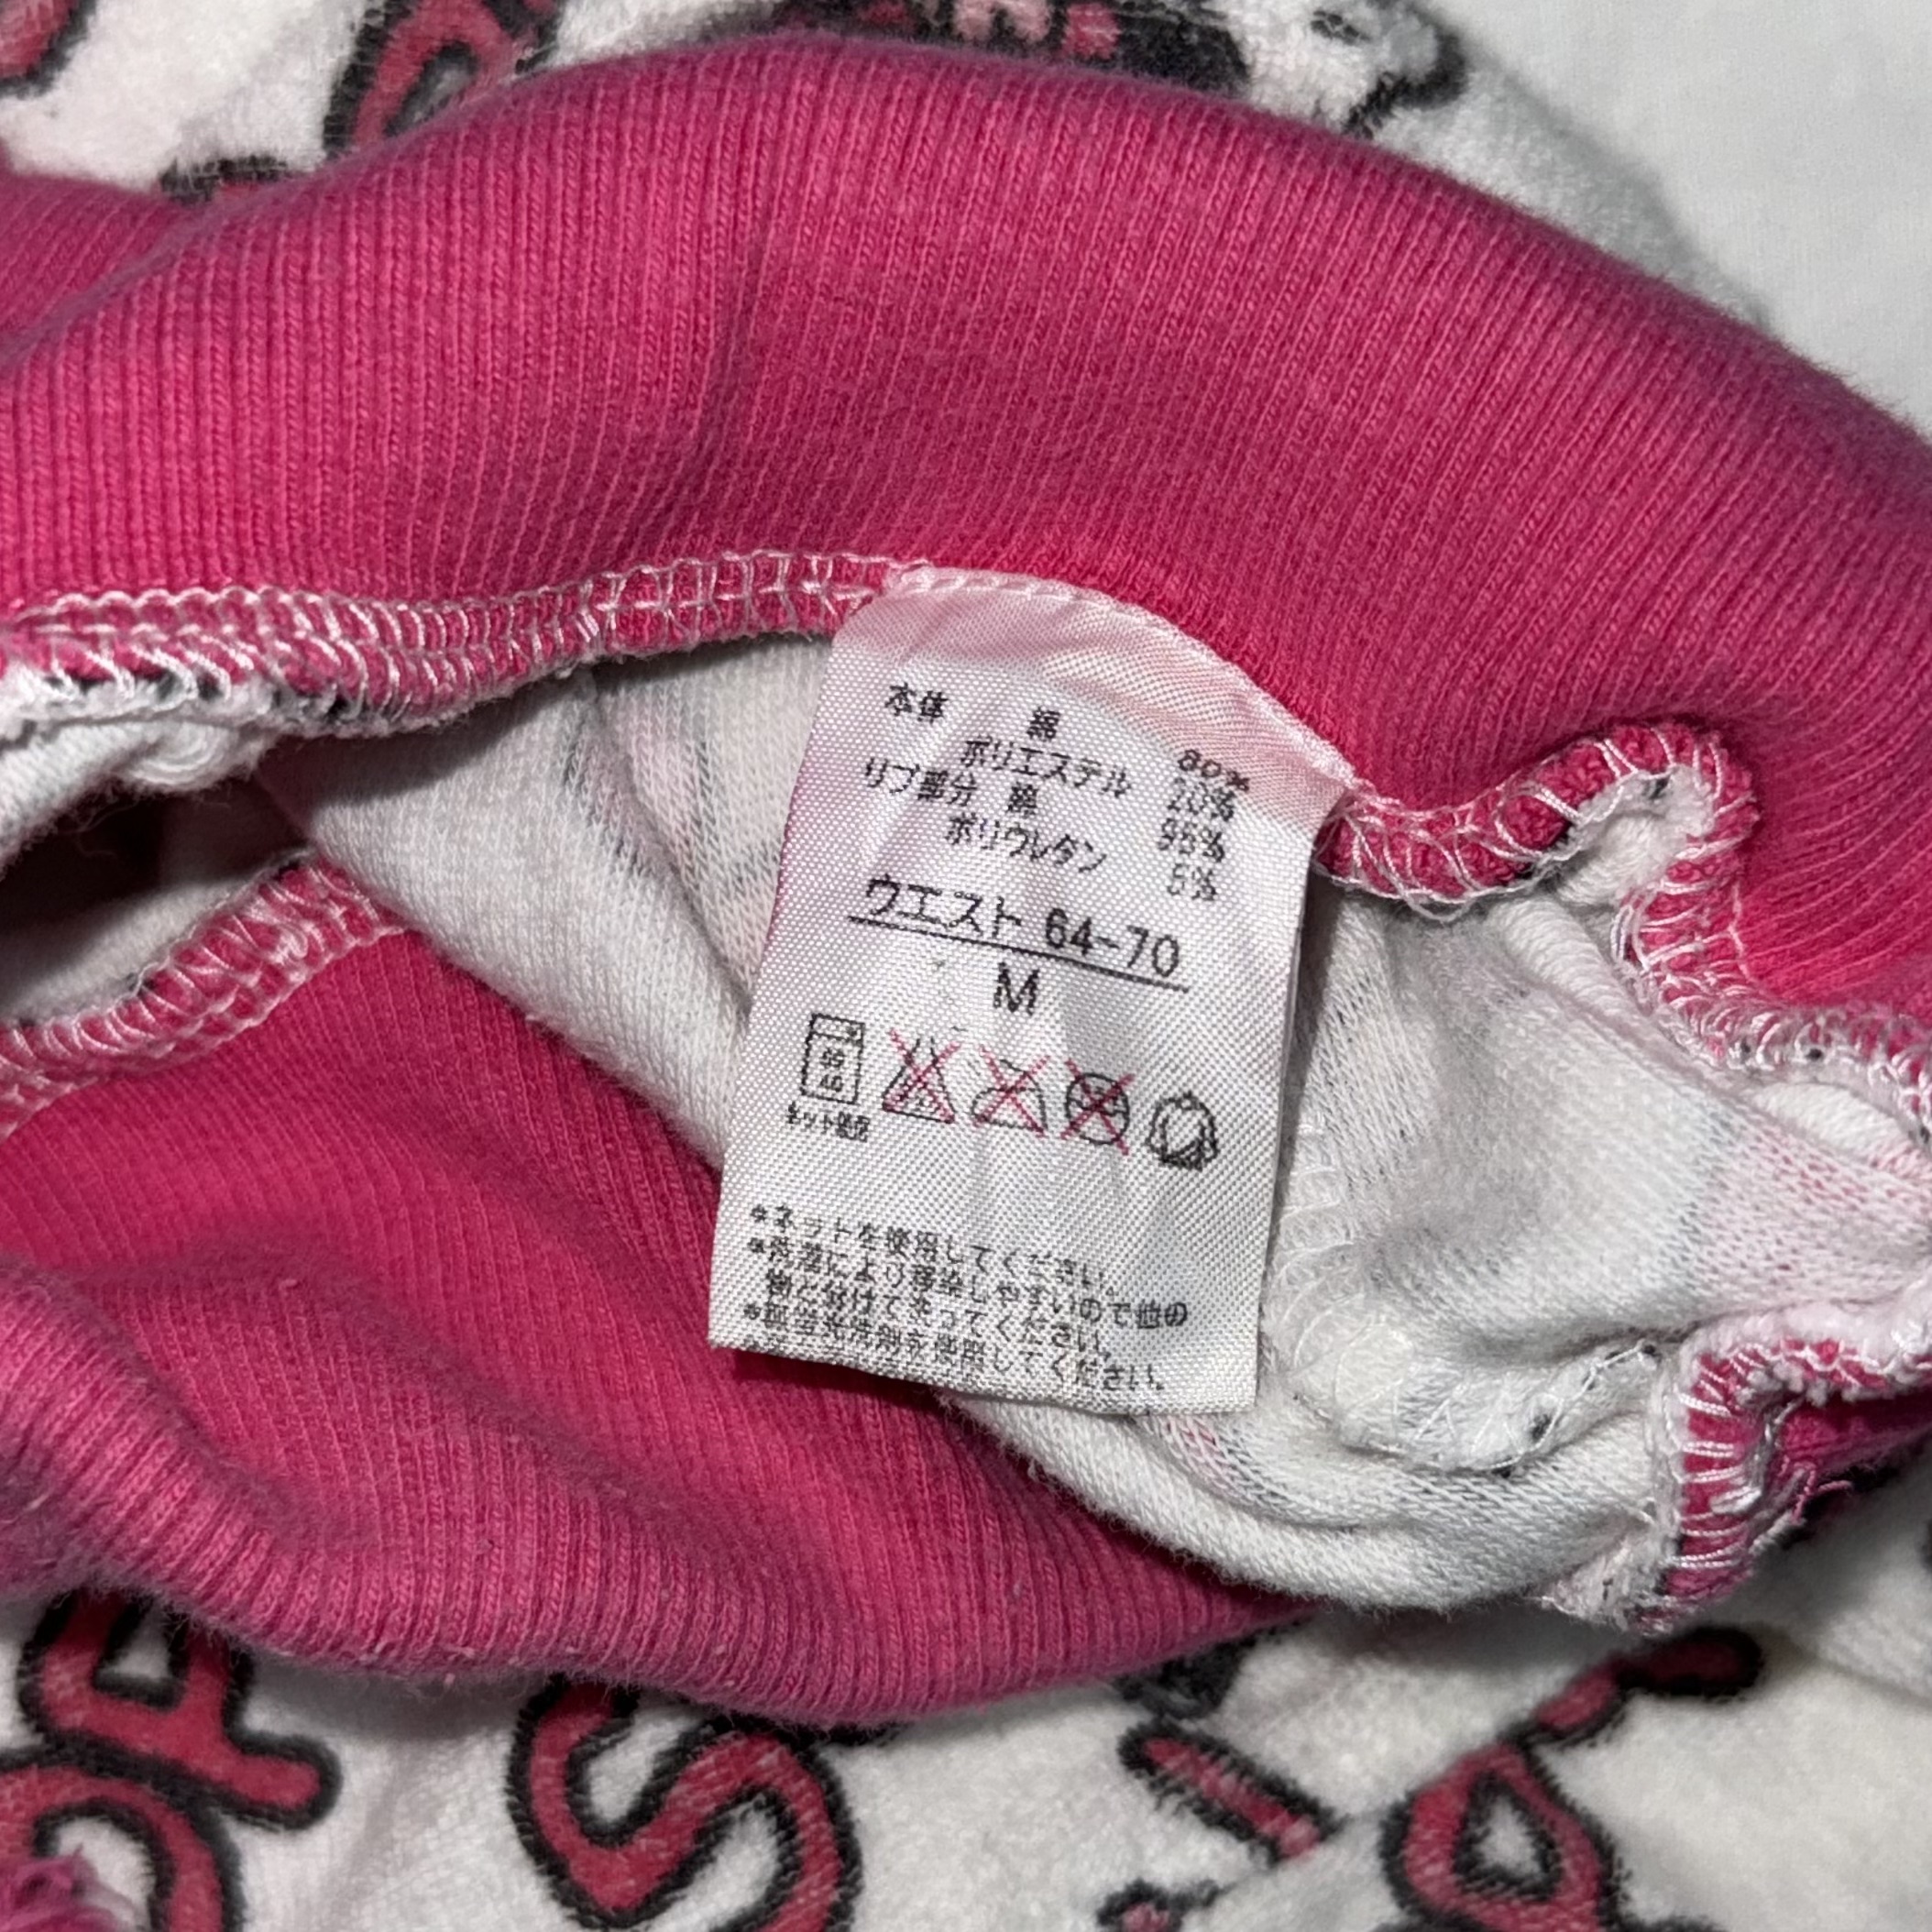 本体 綿 80%
ポリエステル 20%
リブ部分 綿 95%
ポリウレタン 5%
ウエスト 64-70
M
40
ネット使用
*ネットを使用してください。
*色落により移染しやすいので他の
物と分けて洗ってください。
*蛍光洗剤を使用してください。
S